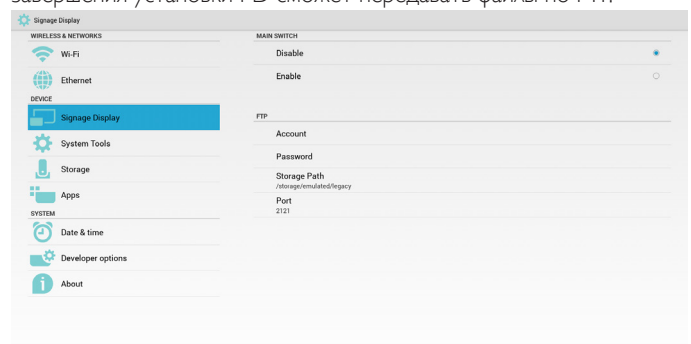 завершения установки PD сможет передавать файлы по FTP.
Signage Display
WIRELESS & NETWORKS
Wi-Fi
Ethernet
DEVICE
Signage Display
System Tools
Storage
Apps
SYSTEM
Date & time
Developer options
About
MAIN SWITCH
Disable
Enable
FTP
Account
Password
Storage Path
/storage/emulated/legacy
Port
2121